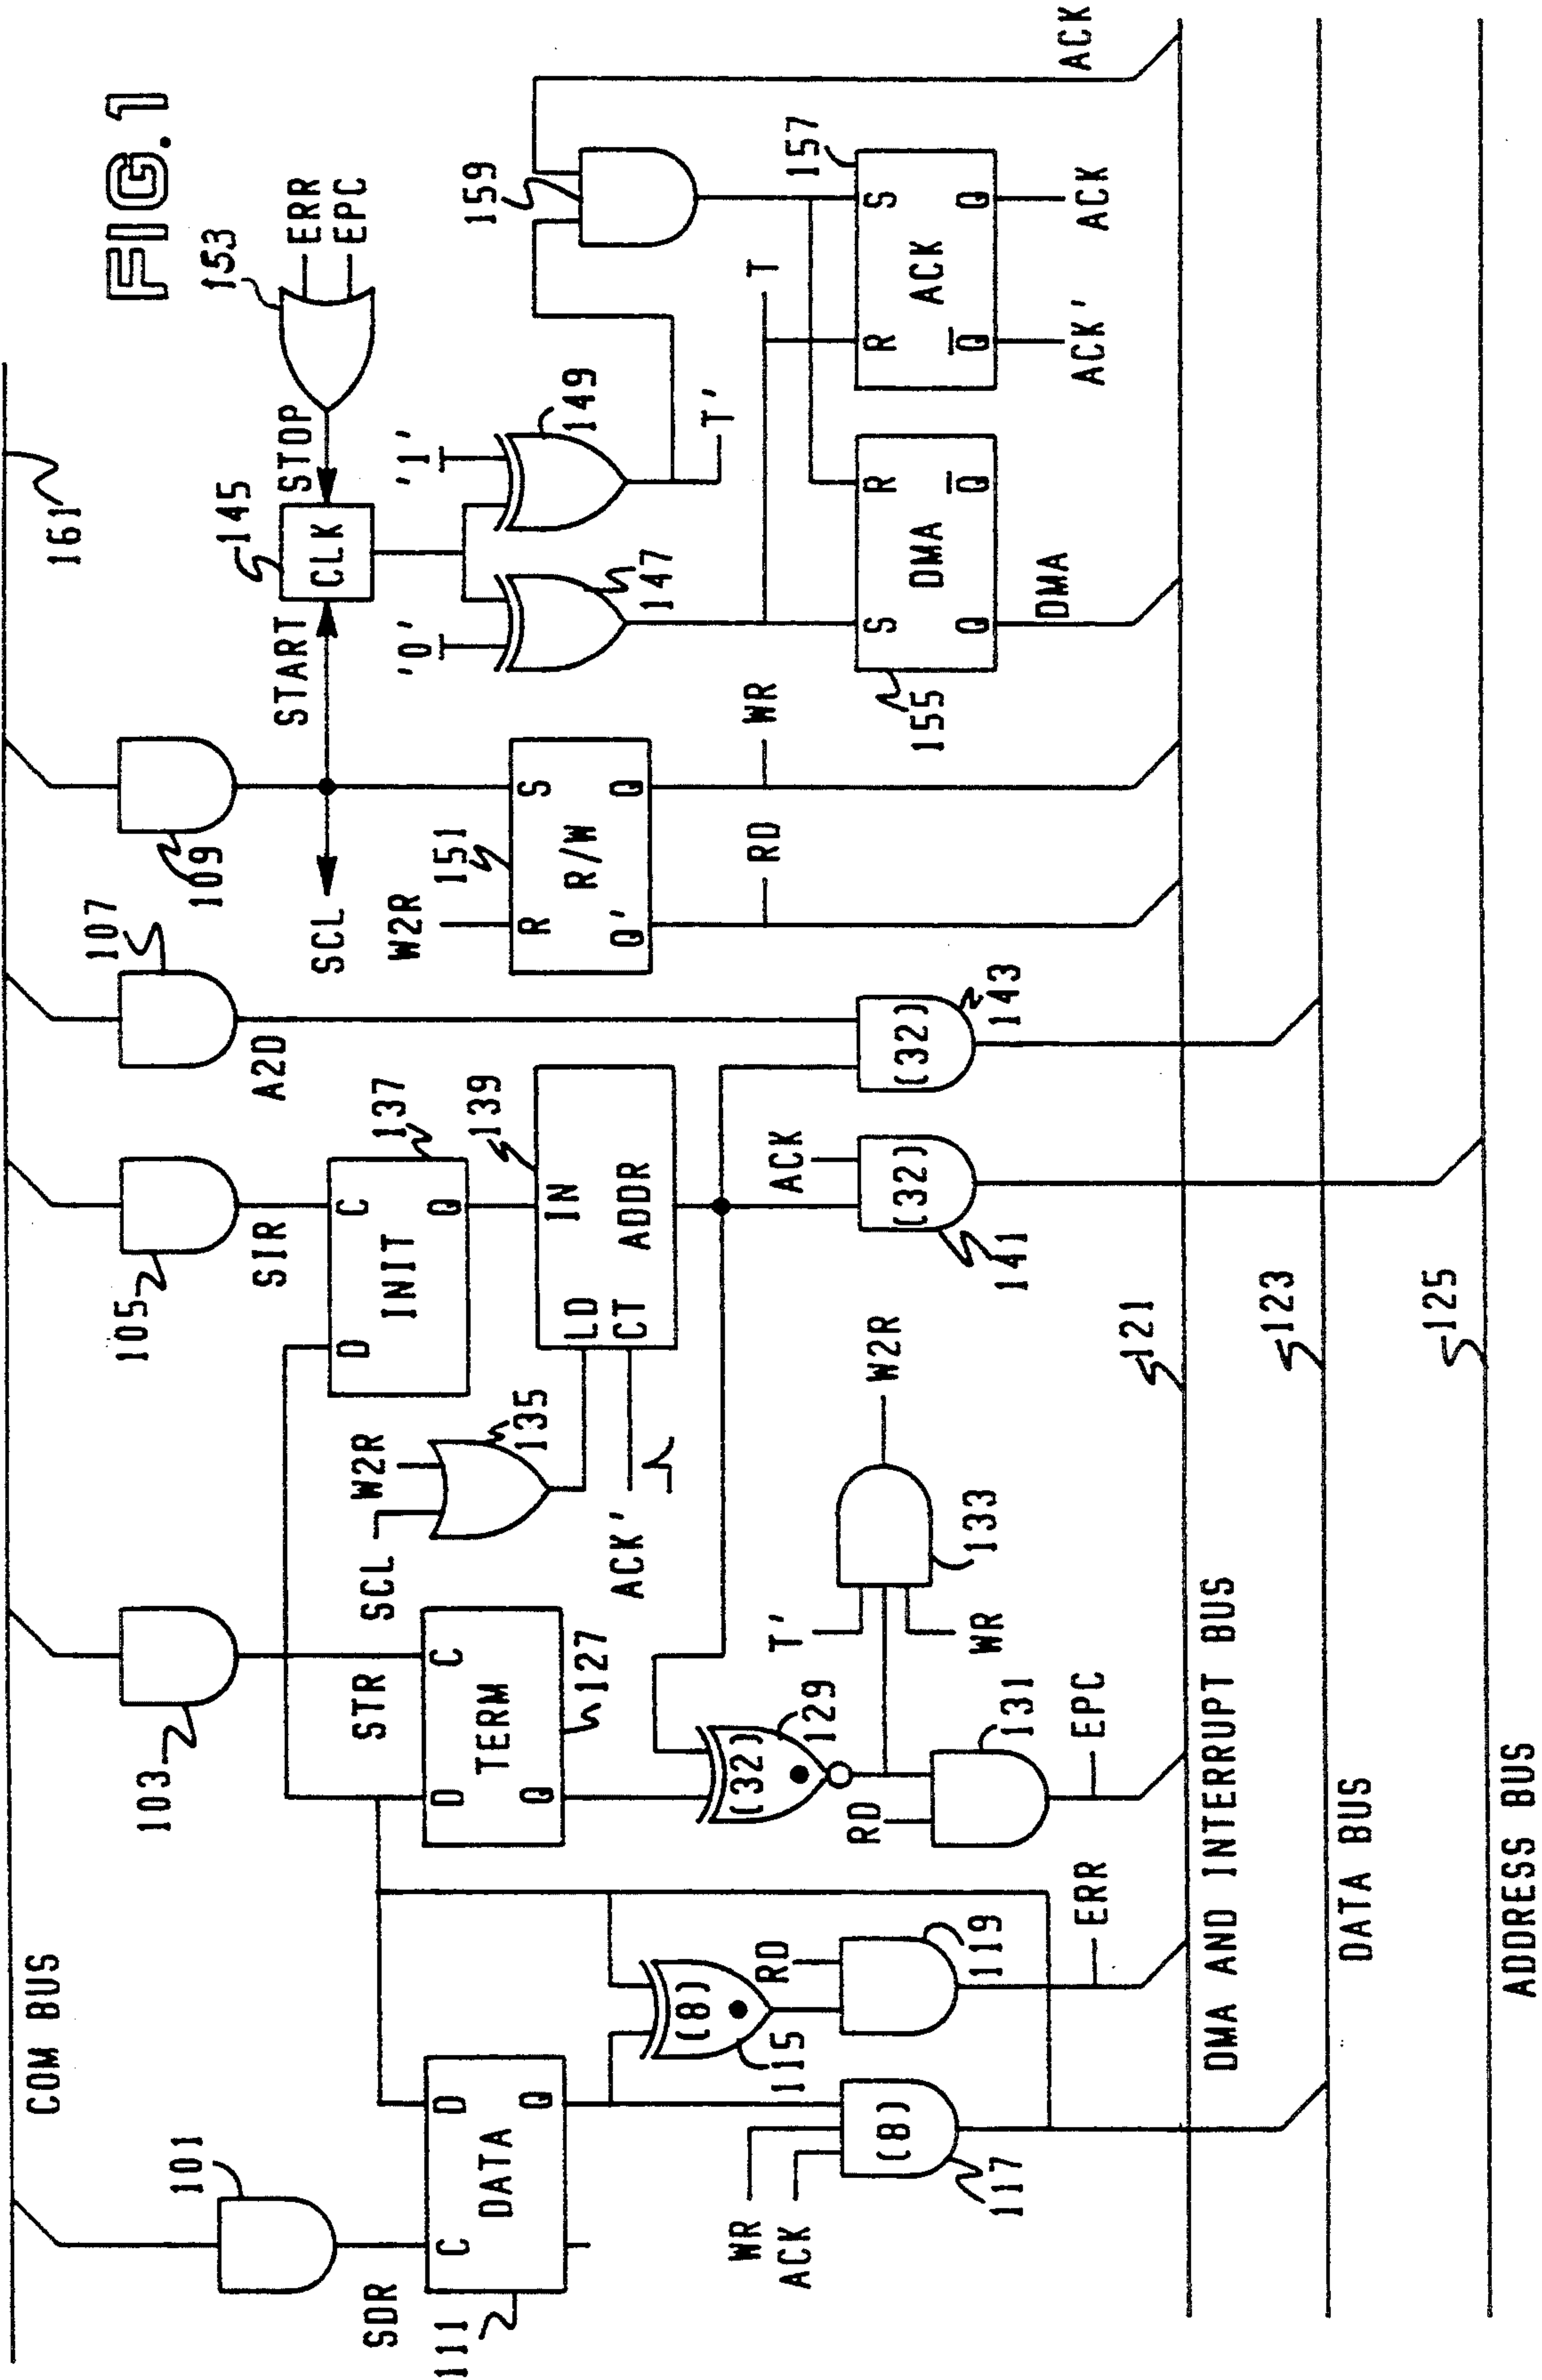 FIG. 1
COM BUS
161
101
103
105
107
109
SDR
STR
SIR
A2D
SCL
START
145
CLK
STOP
153
ERR
EPC
111
C
D
DATA
Q
D
C
TERM
Q
127
SCL
W2R
135
D
C
INIT
Q
137
IN
LD
CT
ADDR
139
ACK'
W2R
151
R
S
R/W
Q'
Q
'0'
'1'
147
149
159
WR
ACK
(8)
117
(8)
115
RD
119
ERR
(32)
129
RD
131
EPC
T'
WR
133
W2R
ACK
(32)
141
(32)
143
RD
WR
T
T'
155
S
R
DMA
Q
Q̅
DMA
157
R
S
ACK
Q̅
Q
ACK'
ACK
ACK
121
DMA AND INTERRUPT BUS
123
DATA BUS
125
ADDRESS BUS